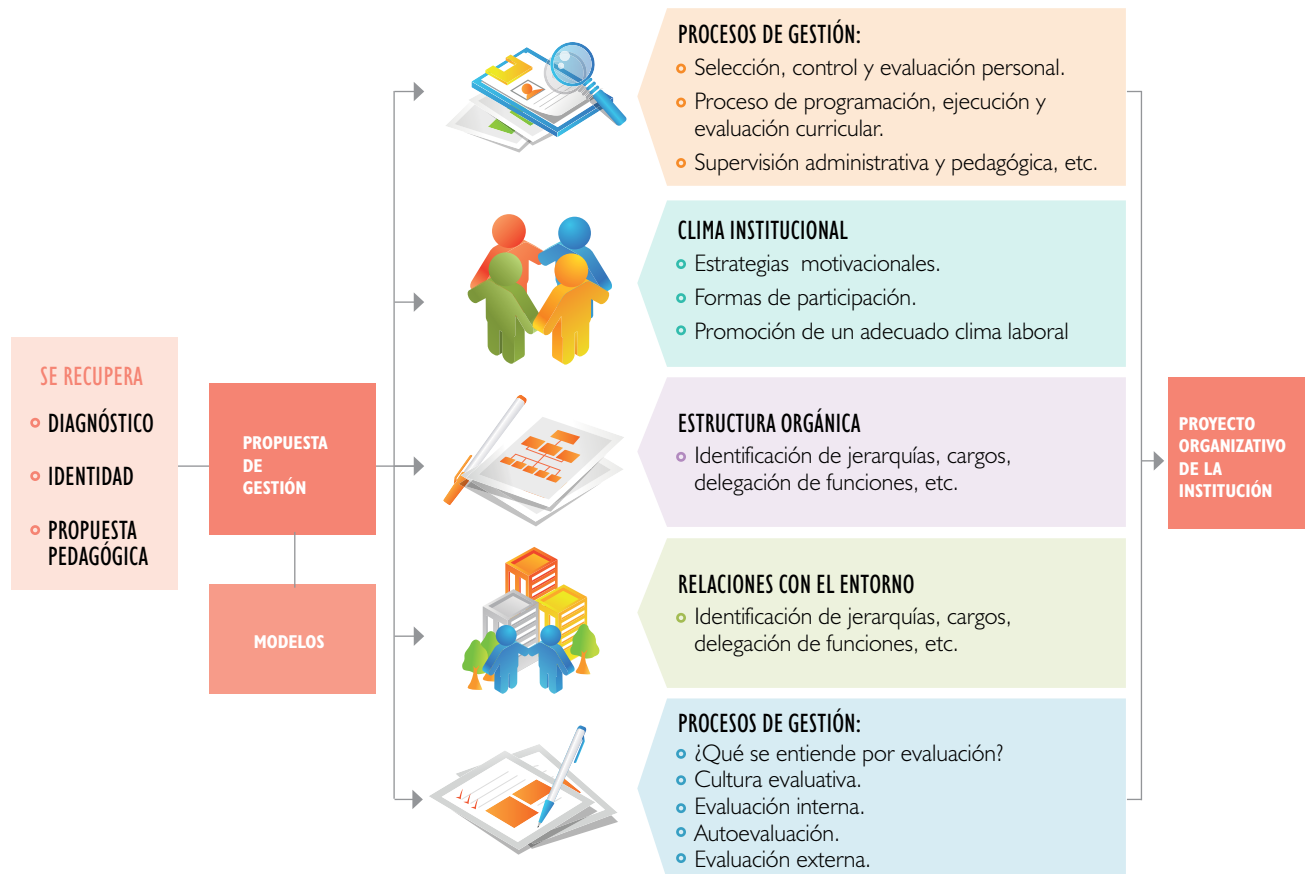 SE RECUPERA
DIAGNÓSTICO
IDENTIDAD
PROPUESTA
PEDAGÓGICA
PROPUESTA
DE
GESTIÓN
MODELOS
PROCESOS DE GESTIÓN:
Selección, control y evaluación personal.
Proceso de programación, ejecución y
evaluación curricular.
Supervisión administrativa y pedagógica, etc.
CLIMA INSTITUCIONAL
Estrategias motivacionales.
Formas de participación.
Promoción de un adecuado clima laboral
ESTRUCTURA ORGÁNICA
Identificación de jerarquías, cargos,
delegación de funciones, etc.
RELACIONES CON EL ENTORNO
Identificación de jerarquías, cargos,
delegación de funciones, etc.
PROCESOS DE GESTIÓN:
¿Qué se entiende por evaluación?
Cultura evaluativa.
Evaluación interna.
Autoevaluación.
Evaluación externa.
PROYECTO
ORGANIZATIVO
DE LA
INSTITUCIÓN